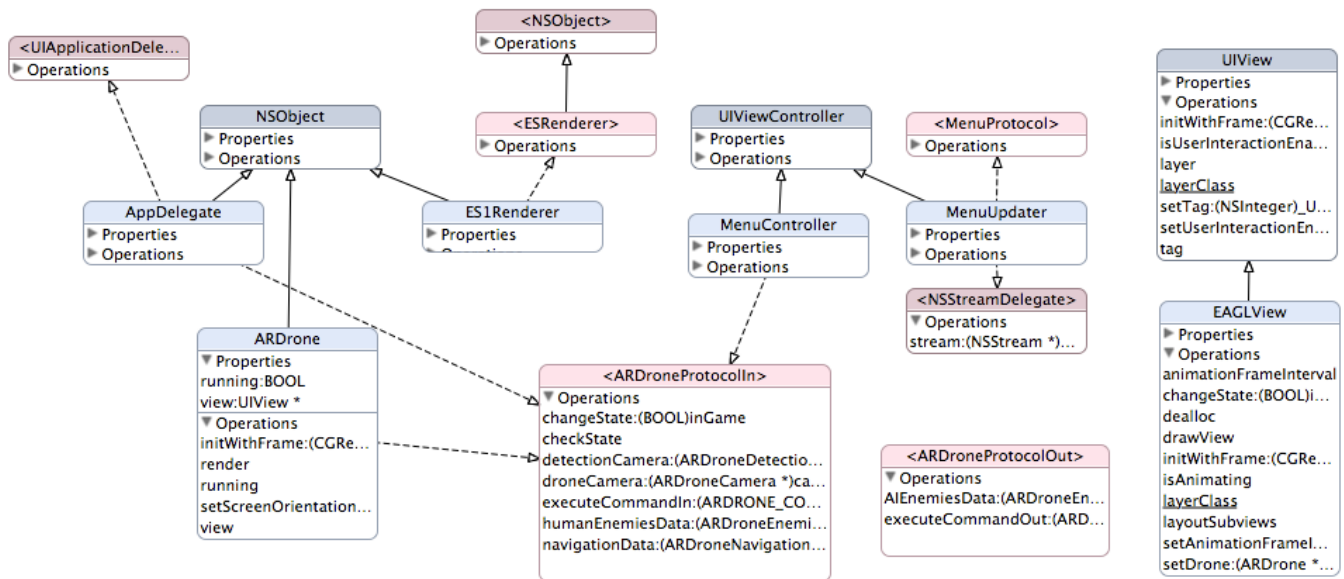 <UIApplicationDele...
Operations
<NSObject>
Operations
NSObject
Properties
Operations
<ESRenderer>
Operations
UIViewController
Properties
Operations
<MenuProtocol>
Operations
UIView
Properties
Operations
initWithFrame:(CGRe...
isUserInteractionEna...
layer
layerClass
setTag:(NSInteger)_U...
setUserInteractionEn...
tag
AppDelegate
Properties
Operations
ES1Renderer
Properties
Operations
MenuController
Properties
Operations
MenuUpdater
Properties
Operations
<NSStreamDelegate>
Operations
stream:(NSStream *)...
ARDrone
Properties
running:BOOL
view:UIView *
Operations
initWithFrame:(CGRe...
render
running
setScreenOrientation...
view
<ARDroneProtocolIn>
Operations
changeState:(BOOL)inGame
checkState
detectionCamera:(ARDroneDetectio...
droneCamera:(ARDroneCamera *)ca...
executeCommandIn:(ARDRONE_CO...
humanEnemiesData:(ARDroneEnemi...
navigationData:(ARDroneNavigation...
<ARDroneProtocolOut>
Operations
AIEnemiesData:(ARDroneEn...
executeCommandOut:(ARD...
EAGLView
Properties
Operations
animationFrameInterval
changeState:(BOOL)i...
dealloc
drawView
initWithFrame:(CGRe...
isAnimating
layerClass
layoutSubviews
setAnimationFrameI...
setDrone:(ARDrone *...